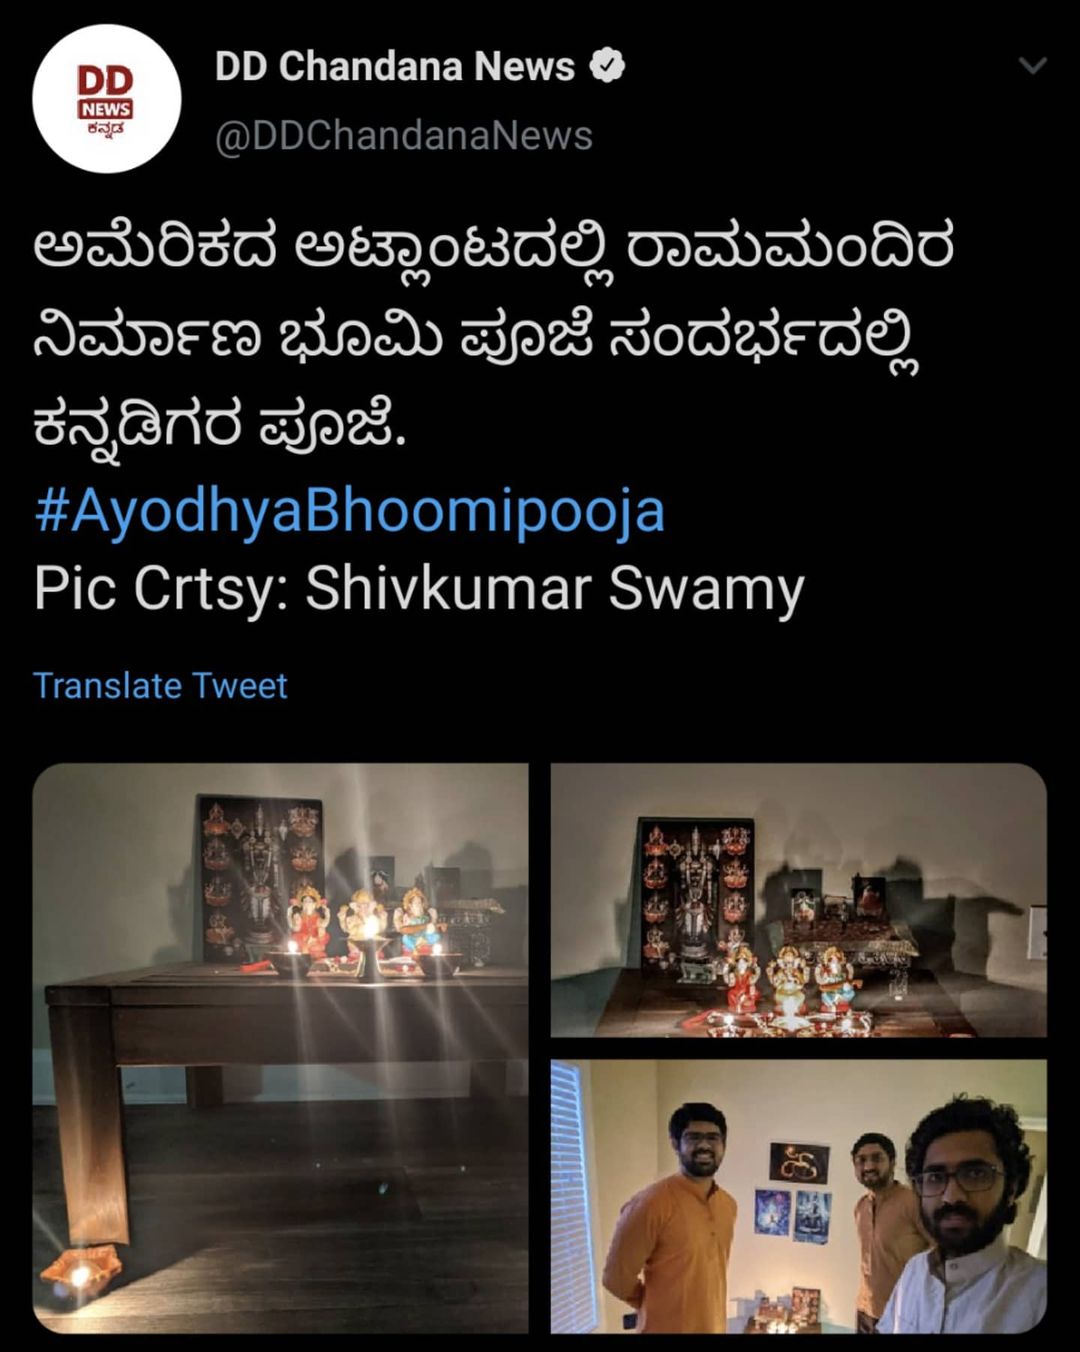 DD
NEWS
ಕನ್ನಡ
DD Chandana News
@DDChandanaNews
ಅಮೆರಿಕದ ಅಟ್ಲಾಂಟದಲ್ಲಿ ರಾಮಮಂದಿರ
ನಿರ್ಮಾಣ ಭೂಮಿ ಪೂಜೆ ಸಂದರ್ಭದಲ್ಲಿ
ಕನ್ನಡಿಗರ ಪೂಜೆ.
#AyodhyaBhoomipooja
Pic Crtsy: Shivkumar Swamy
Translate Tweet